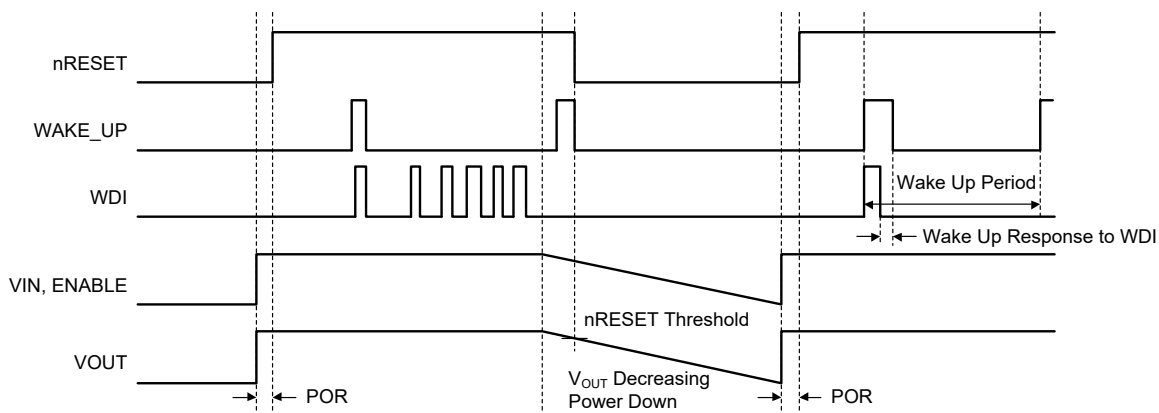 nRESET
WAKE_UP
WDI
Wake Up Period
Wake Up Response to WDI
VIN, ENABLE
nRESET Threshold
VOUT
VOUT Decreasing
Power Down
POR
POR